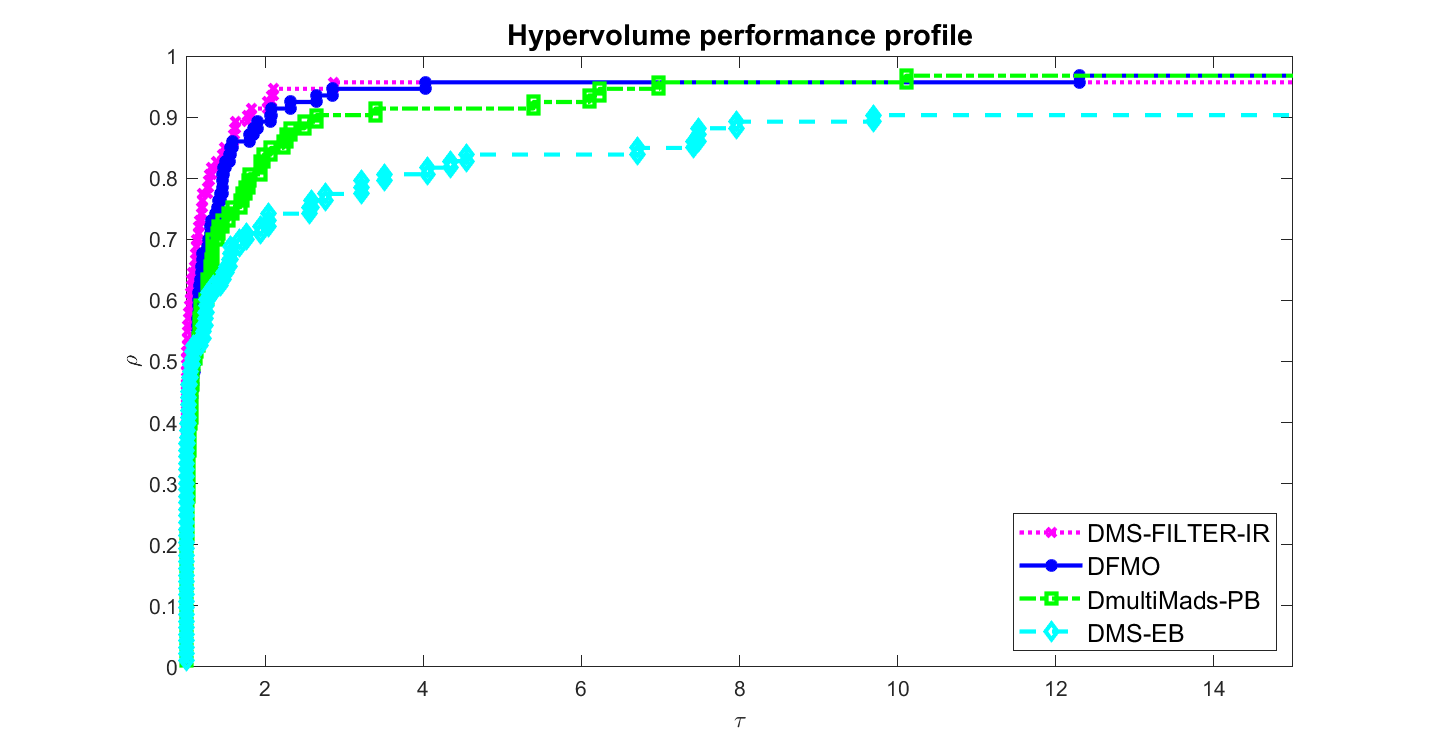 Hypervolume performance profile
1
0.9
0.8
0.7
0.6
0.5
0.4
0.3
0.2
0.1
0
ρ
2 4 6 8 10 12 14
τ
DMS-FILTER-IR
DFMO
DmultiMads-PB
DMS-EB